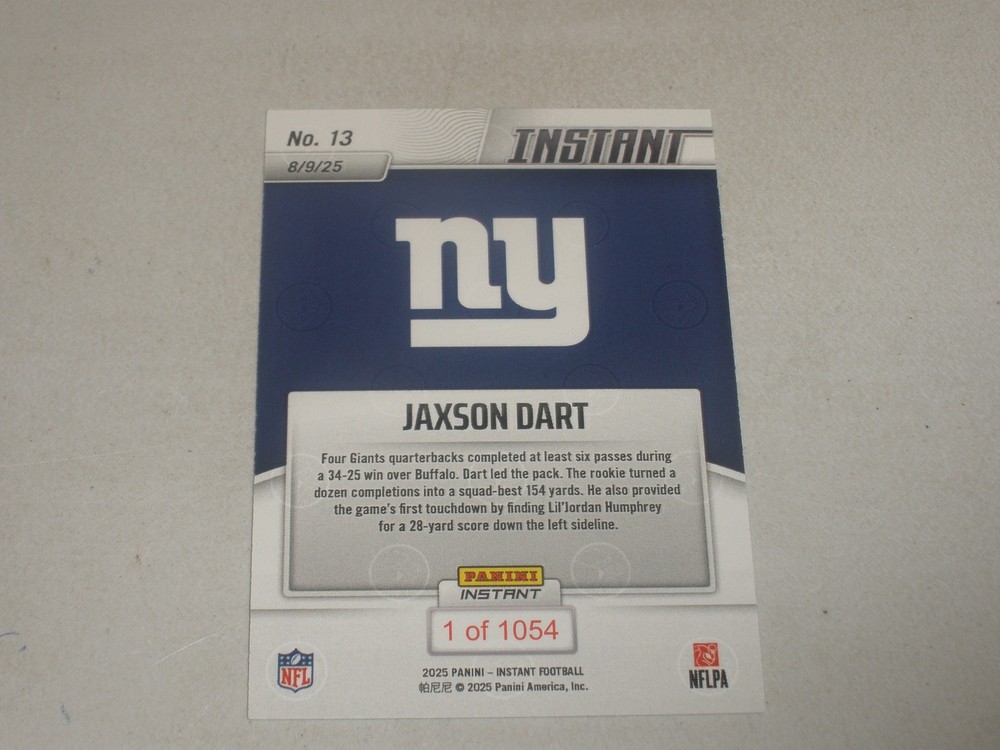 No. 13
INSTANT
8/9/25
ny
JAXSON DART
Four Giants quarterbacks completed at least six passes during
a 34-25 win over Buffalo. Dart led the pack. The rookie turned a
dozen completions into a squad-best 154 yards. He also provided
the game's first touchdown by finding Lil'Jordan Humphrey
for a 28-yard score down the left sideline.
PANINI
INSTANT
1 of 1054
NFL
2025 PANINI – INSTANT FOOTBALL
帕尼尼 © 2025 Panini America, Inc.
NFLPA